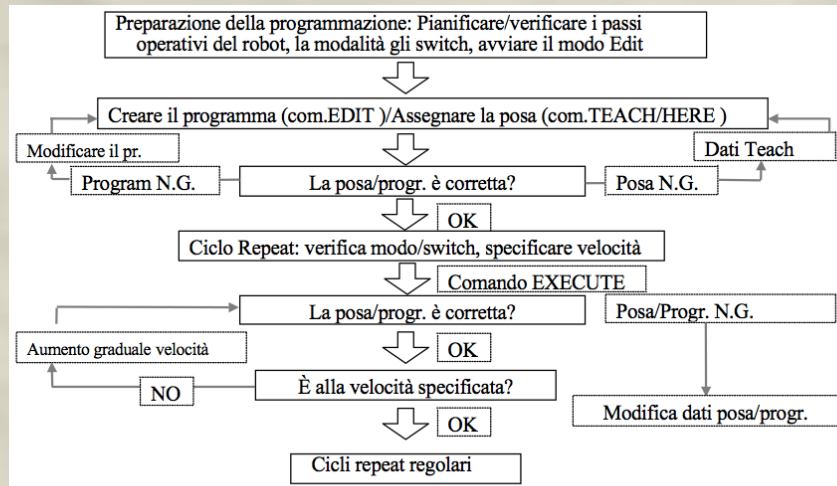 Preparazione della programmazione: Pianificare/verificare i passi
operativi del robot, la modalità gli switch, avviare il modo Edit
Creare il programma (com.EDIT )/Assegnare la posa (com.TEACH/HERE )
Modificare il pr.
Dati Teach
Program N.G.
La posa/progr. è corretta?
Posa N.G.
OK
Ciclo Repeat: verifica modo/switch, specificare velocità
Comando EXECUTE
La posa/progr. è corretta?
Posa/Progr. N.G.
Aumento graduale velocità
OK
NO
È alla velocità specificata?
Modifica dati posa/progr.
OK
Cicli repeat regolari